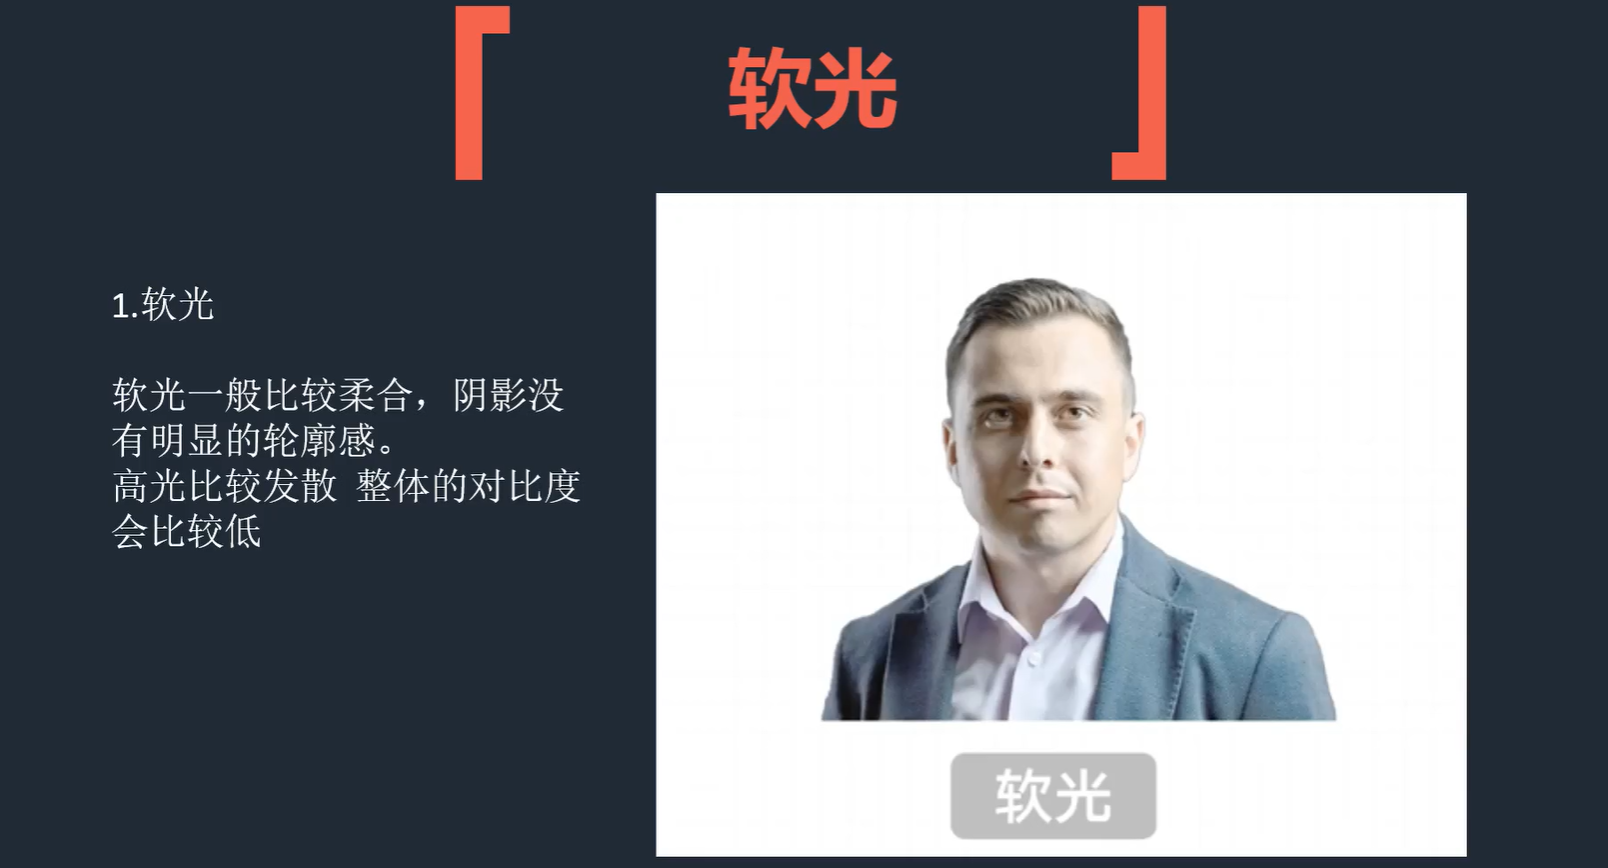 软光
1.软光
软光一般比较柔合，阴影没
有明显的轮廓感。
高光比较发散 整体的对比度
会比较低
软光